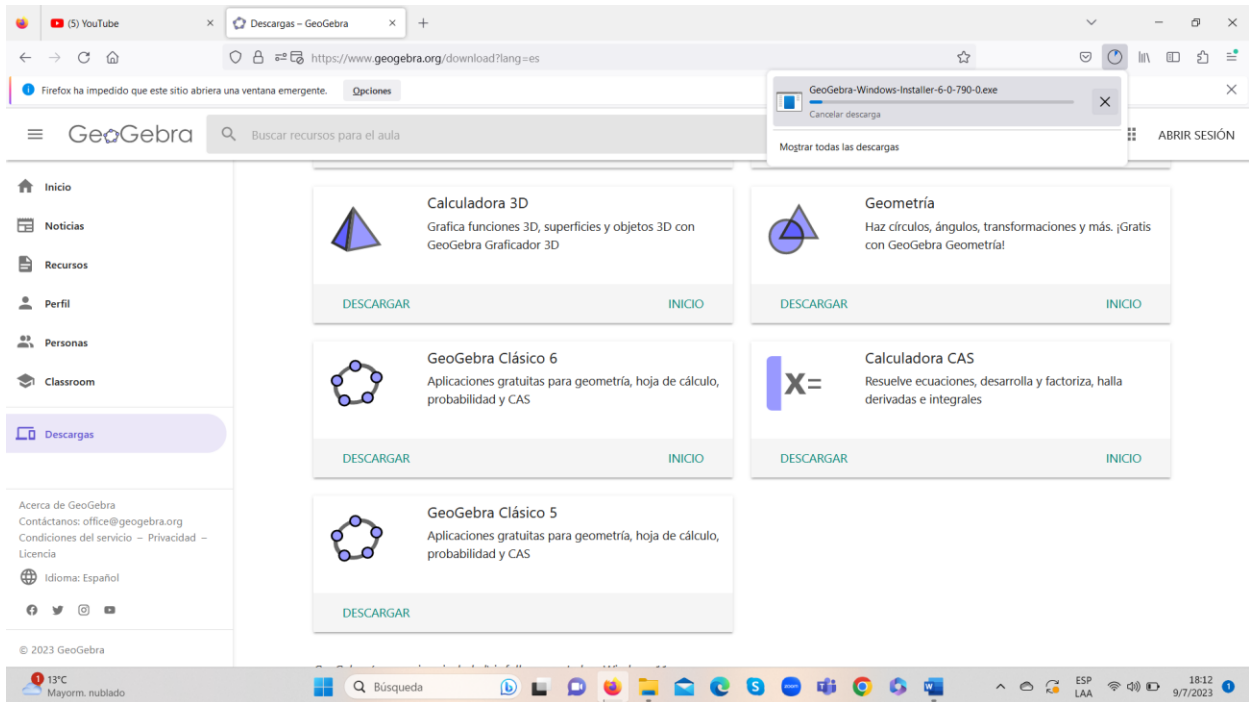 (5) YouTube
Descargas – GeoGebra
https://www.geogebra.org/download?lang=es
Firefox ha impedido que este sitio abriera una ventana emergente. Opciones
GeoGebra-Windows-Installer-6-0-790-0.exe
Cancelar descarga
Mostrar todas las descargas
GeoGebra
Buscar recursos para el aula
ABRIR SESIÓN
Inicio
Noticias
Recursos
Perfil
Personas
Classroom
Descargas
Acerca de GeoGebra
Contáctanos: office@geogebra.org
Condiciones del servicio – Privacidad –
Licencia
Idioma: Español
© 2023 GeoGebra
Calculadora 3D
Grafica funciones 3D, superficies y objetos 3D con
GeoGebra Graficador 3D
DESCARGAR INICIO
Geometría
Haz círculos, ángulos, transformaciones y más. ¡Gratis
con GeoGebra Geometría!
DESCARGAR INICIO
GeoGebra Clásico 6
Aplicaciones gratuitas para geometría, hoja de cálculo,
probabilidad y CAS
DESCARGAR INICIO
X=
Calculadora CAS
Resuelve ecuaciones, desarrolla y factoriza, halla
derivadas e integrales
DESCARGAR INICIO
GeoGebra Clásico 5
Aplicaciones gratuitas para geometría, hoja de cálculo,
probabilidad y CAS
DESCARGAR
1
13°C
Mayorm. nublado
Búsqueda
ESP
LAA
18:12
9/7/2023
1